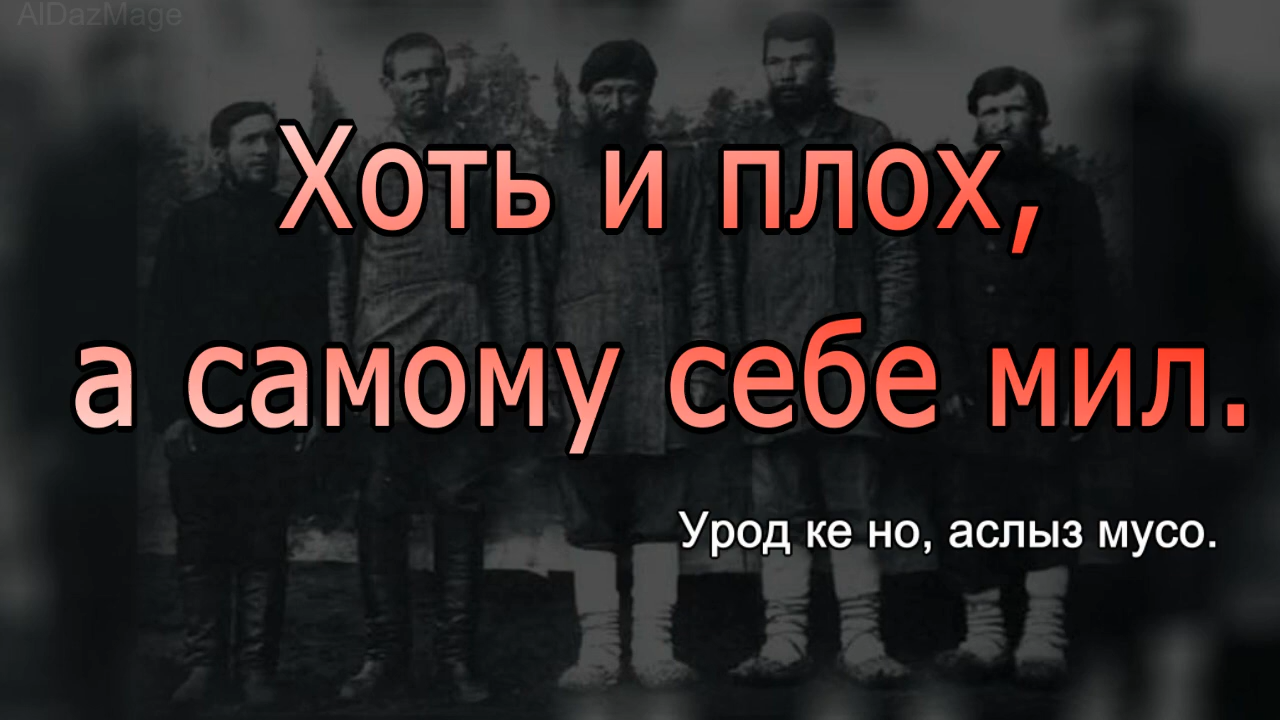 AlDazMage
Хоть и плох,
а самому себе мил.
Урод ке но, аслыз мусо.